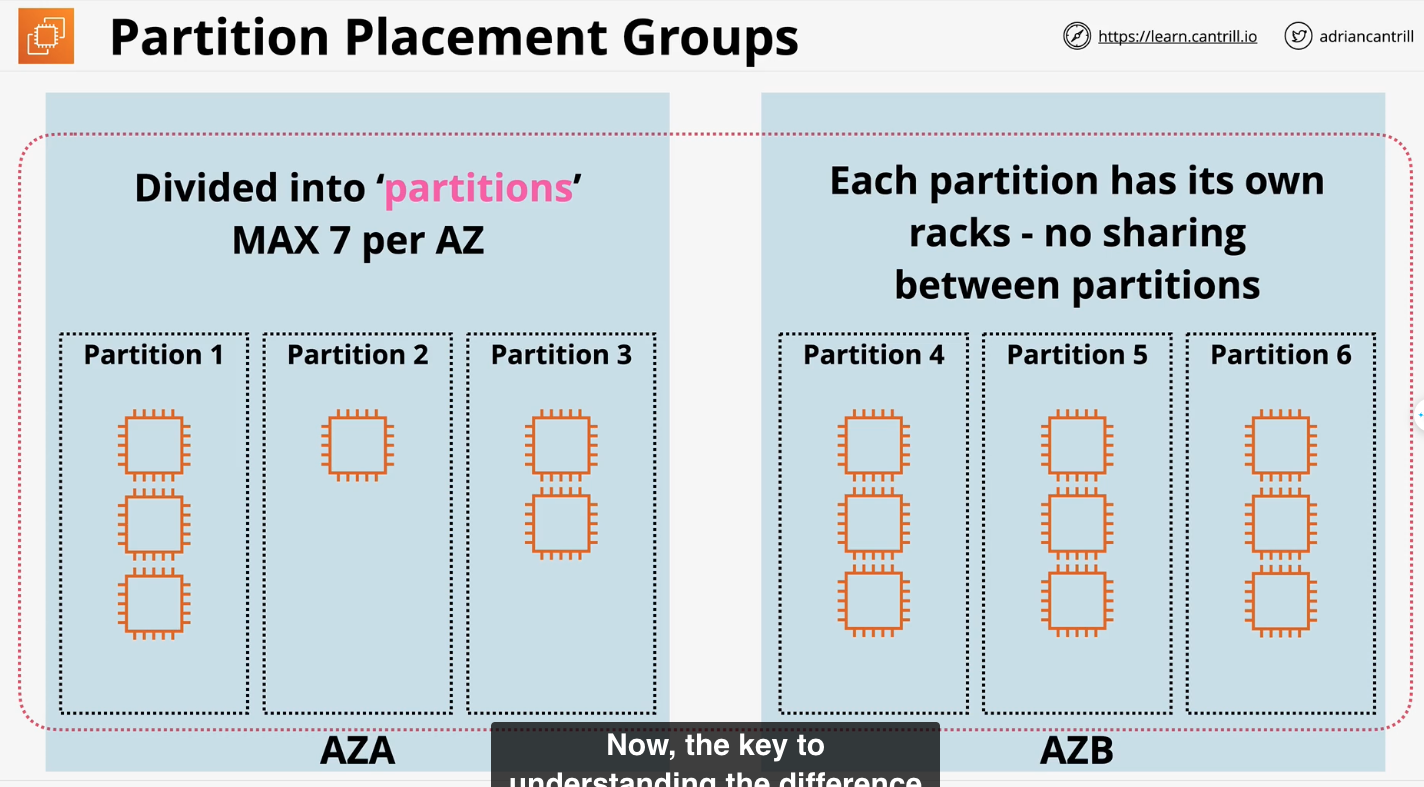 Partition Placement Groups
https://learn.cantrill.io
adriancantrill
Divided into ‘partitions’
MAX 7 per AZ
Each partition has its own
racks - no sharing
between partitions
Partition 1
Partition 2
Partition 3
Partition 4
Partition 5
Partition 6
AZA
AZB
Now, the key to
understanding the difference